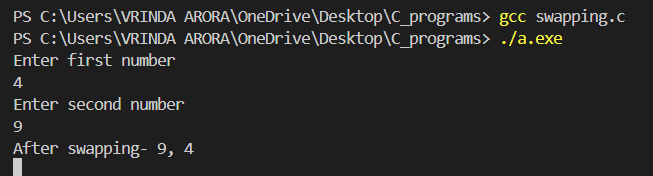 PS C:\Users\VRINDA ARORA\OneDrive\Desktop\C_programs> gcc swapping.c
PS C:\Users\VRINDA ARORA\OneDrive\Desktop\C_programs> ./a.exe
Enter first number
4
Enter second number
9
After swapping- 9, 4